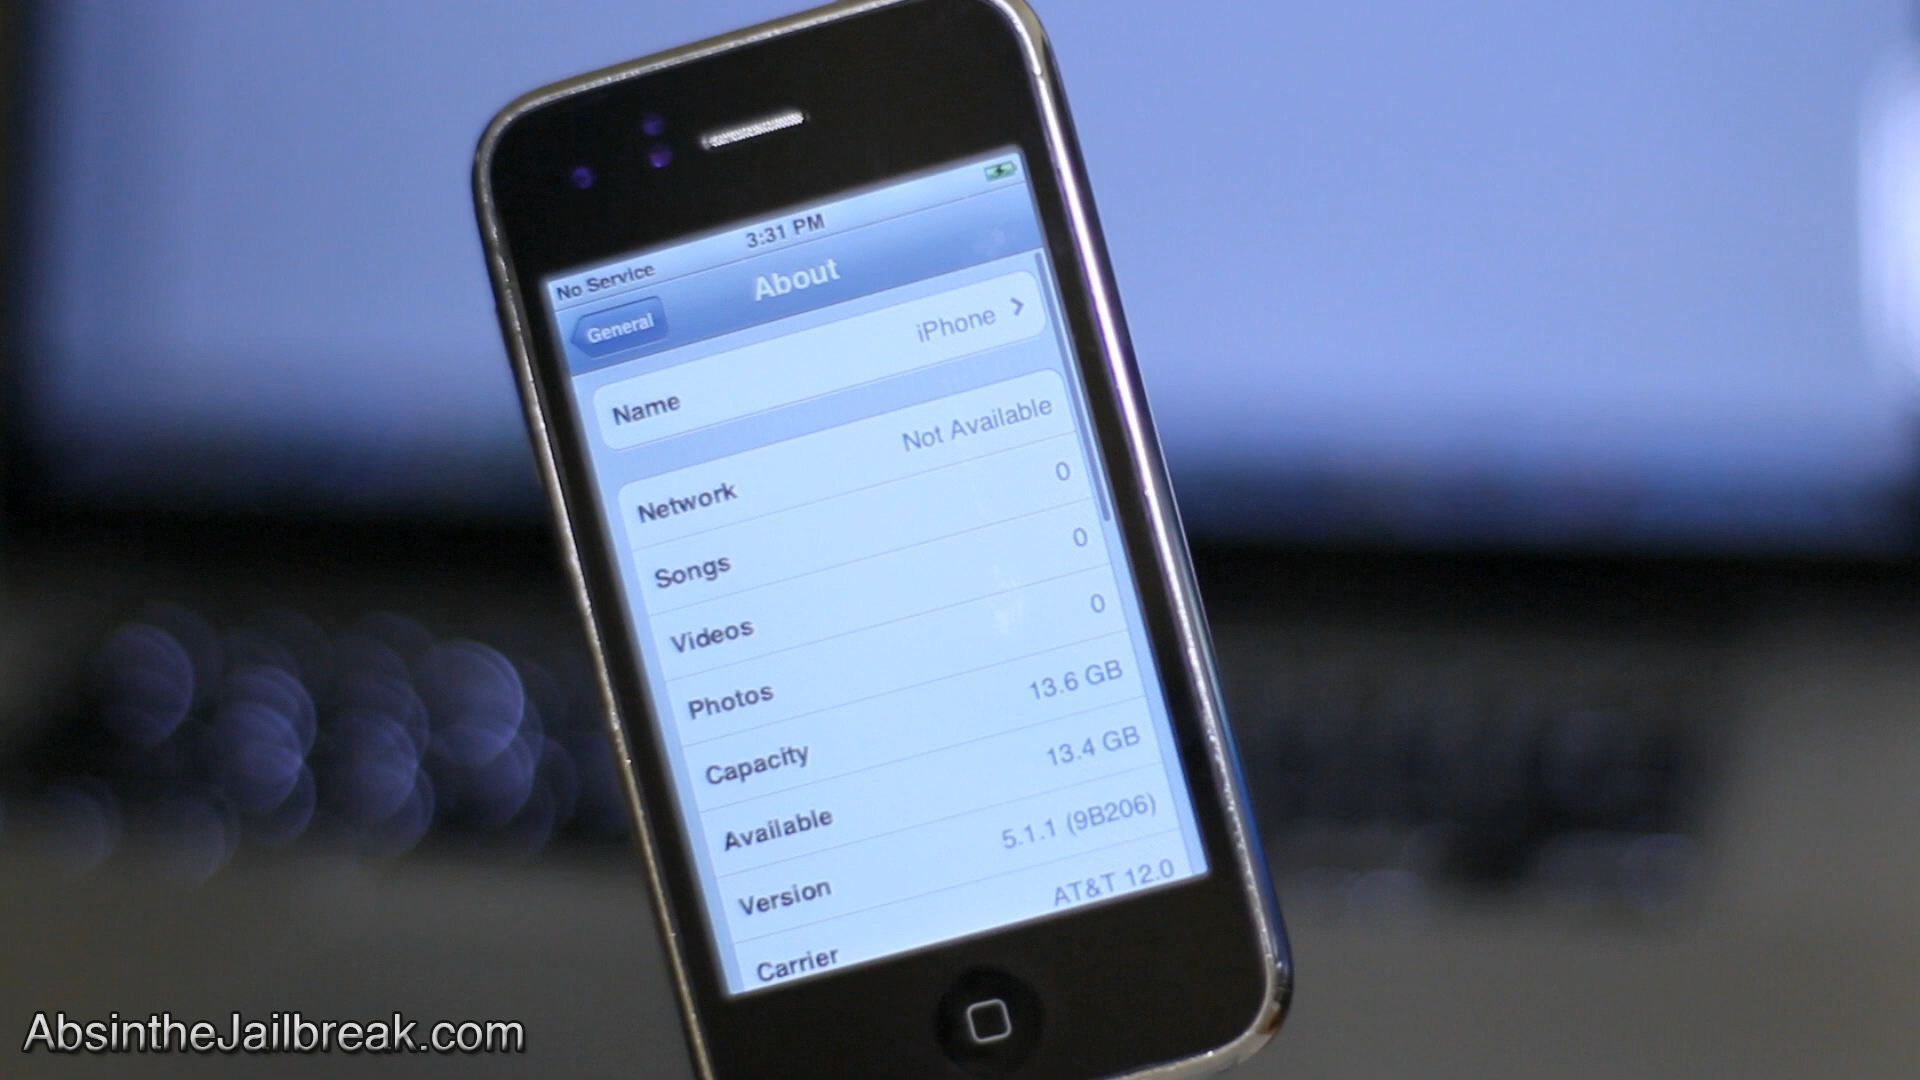 No Service 3:31 PM
General About
Name iPhone
Network Not Available
Songs 0
Videos 0
Photos 0
Capacity 13.6 GB
Available 13.4 GB
Version 5.1.1 (9B206)
Carrier AT&T 12.0
AbsintheJailbreak.com